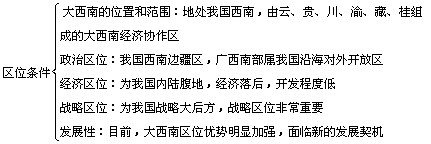 大西南的位置和范围：地处我国西南，由云、贵、川、渝、藏、桂组
成的大西南经济协作区
政治区位：我国西南边疆区，广西南部属我国沿海对外开放区
区位条件
经济区位：为我国内陆腹地，经济落后，开发程度低
战略区位：为我国战略大后方，战略区位非常重要
发展性：目前，大西南区位优势明显加强，面临新的发展契机